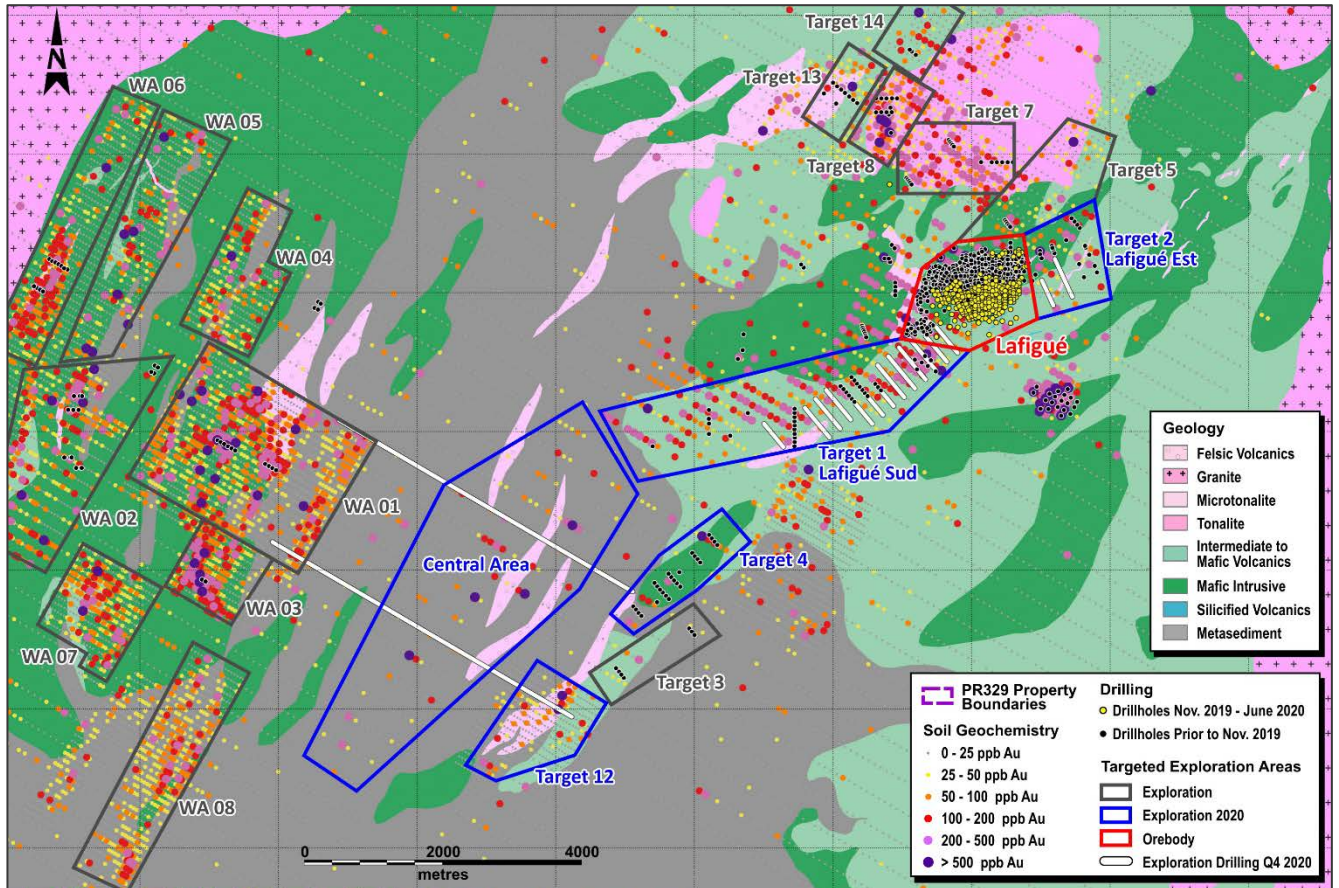 N
Target 14
WA 06
WA 05
Target 13
Target 7
Target 8
Target 5
WA 04
Target 2
Lafigué Est
Lafigué
Target 1
Lafigué Sud
WA 02
WA 01
Central Area
Target 4
WA 03
WA 07
Target 3
Target 12
WA 08
0 2000 4000
metres
Geology
Felsic Volcanics
Granite
Microtonalite
Tonalite
Intermediate to
Mafic Volcanics
Mafic Intrusive
Silicified Volcanics
Metasediment
PR329 Property
Boundaries
Soil Geochemistry
0 - 25 ppb Au
25 - 50 ppb Au
50 - 100 ppb Au
100 - 200 ppb Au
200 - 500 ppb Au
> 500 ppb Au
Drilling
Drillholes Nov. 2019 - June 2020
Drillholes Prior to Nov. 2019
Targeted Exploration Areas
Exploration
Exploration 2020
Orebody
Exploration Drilling Q4 2020